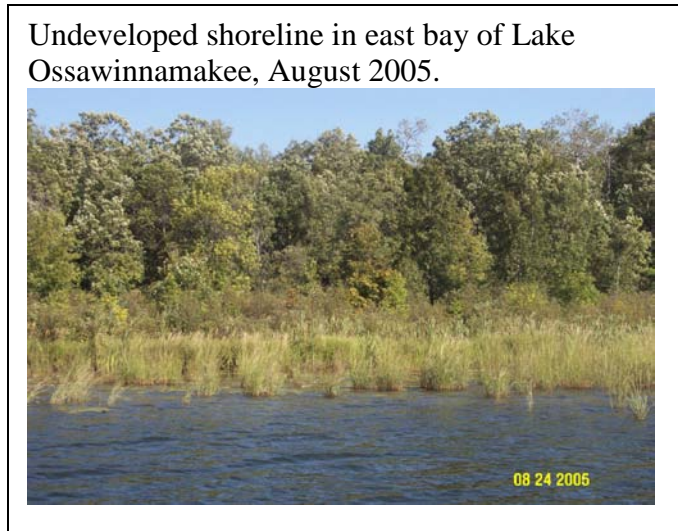 Undeveloped shoreline in east bay of Lake
Ossawinnamakee, August 2005.
08 24 2005